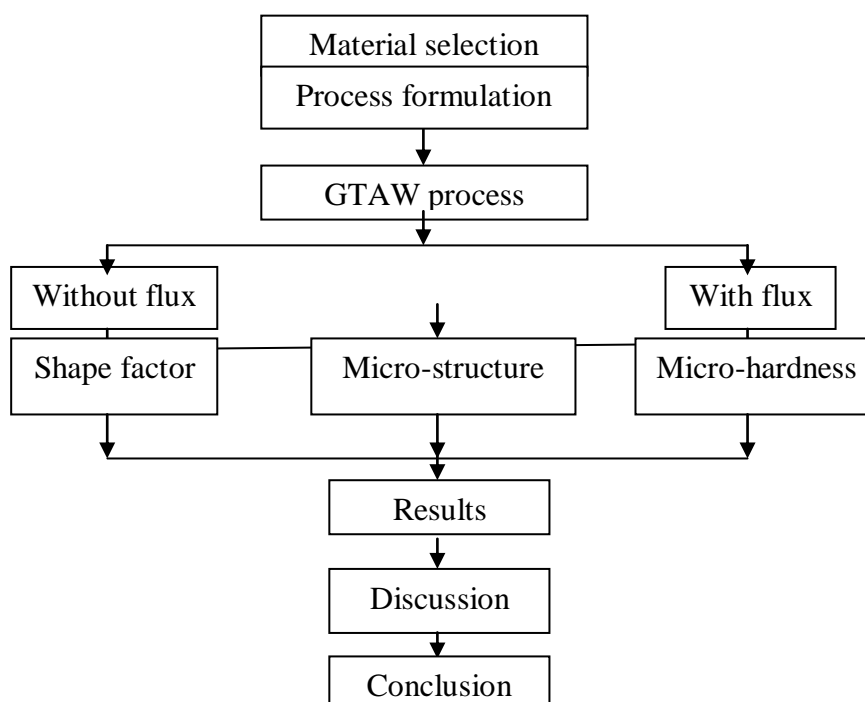 Material selection
Process formulation
GTAW process
Without flux
With flux
Shape factor
Micro-structure
Micro-hardness
Results
Discussion
Conclusion